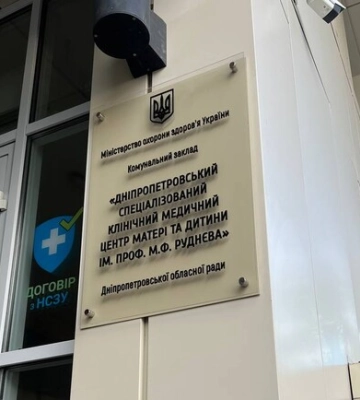 Міністерство охорони здоров'я України
Комунальний заклад
«ДНІПРОПЕТРОВСЬКИЙ
СПЕЦІАЛІЗОВАНИЙ
КЛІНІЧНИЙ МЕДИЧНИЙ
ЦЕНТР МАТЕРІ ТА ДИТИНИ
ІМ. ПРОФ. М.Ф. РУДНЄВА»
Дніпропетровської обласної ради
ДОГОВІР
з НСЗУ